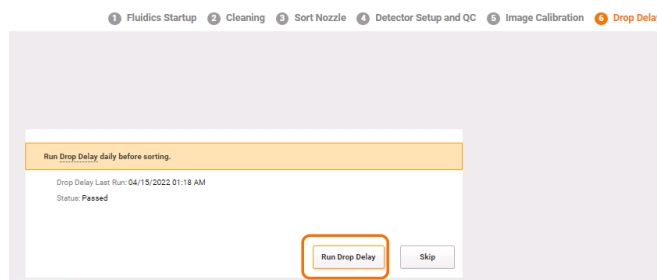 1 Fluidics Startup 2 Cleaning 3 Sort Nozzle 4 Detector Setup and QC 5 Image Calibration 6 Drop Dela
Run Drop Delay daily before sorting.
Drop Delay Last Run: 04/15/2022 01:18 AM
Status: Passed
Run Drop Delay Skip